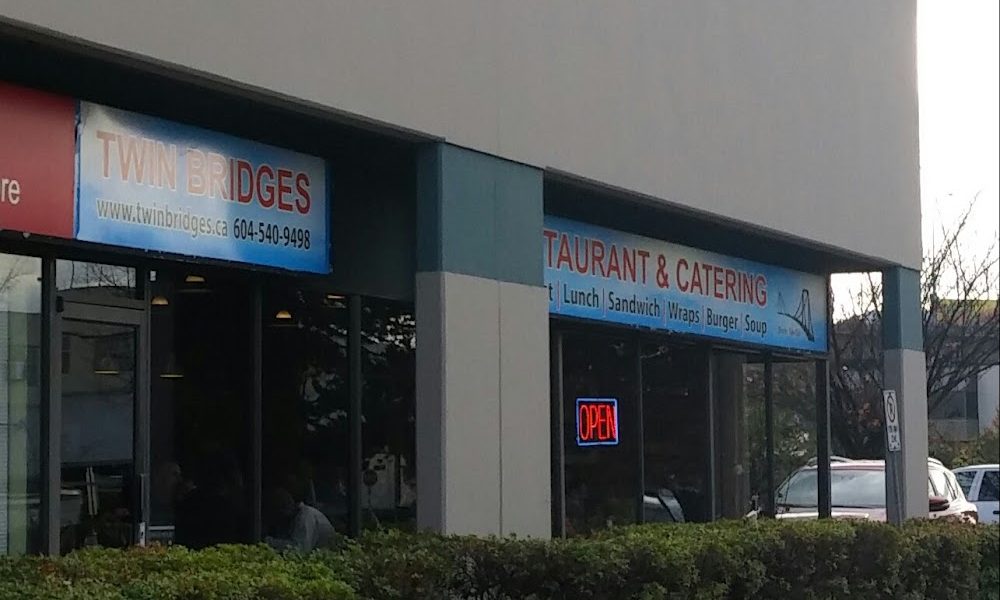 re
TWIN BRIDGES
www.twinbridges.ca 604-540-9498
TAURANT & CATERING
t | Lunch | Sandwich | Wraps | Burger | Soup
OPEN